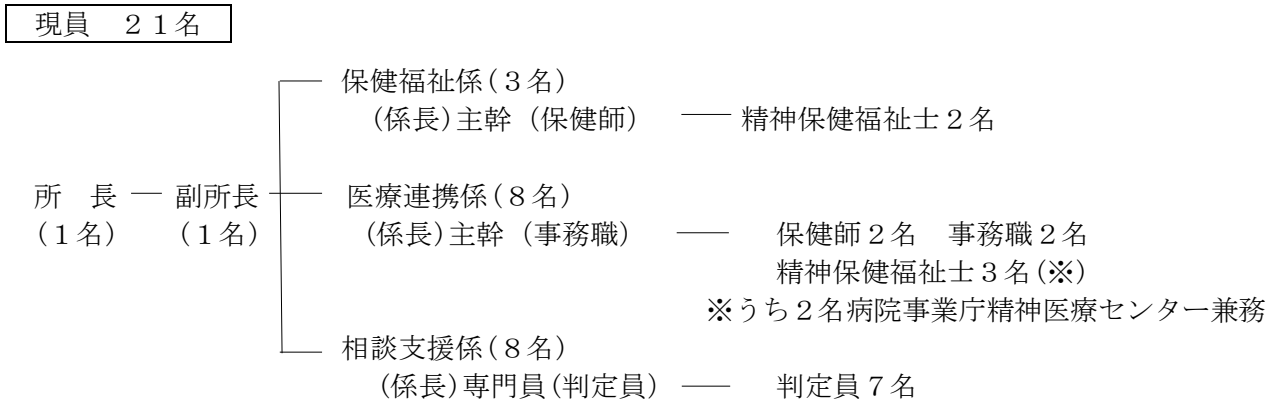 現員　２１名
保健福祉係(３名)
(係長)主幹 (保健師) ── 精神保健福祉士２名
所　長 ─ 副所長 ── 医療連携係(８名)
(１名)　(１名)　(係長)主幹 (事務職) ── 保健師２名　事務職２名
精神保健福祉士３名(※)
※うち２名病院事業庁精神医療センター兼務
相談支援係(８名)
(係長)専門員(判定員) ── 判定員７名